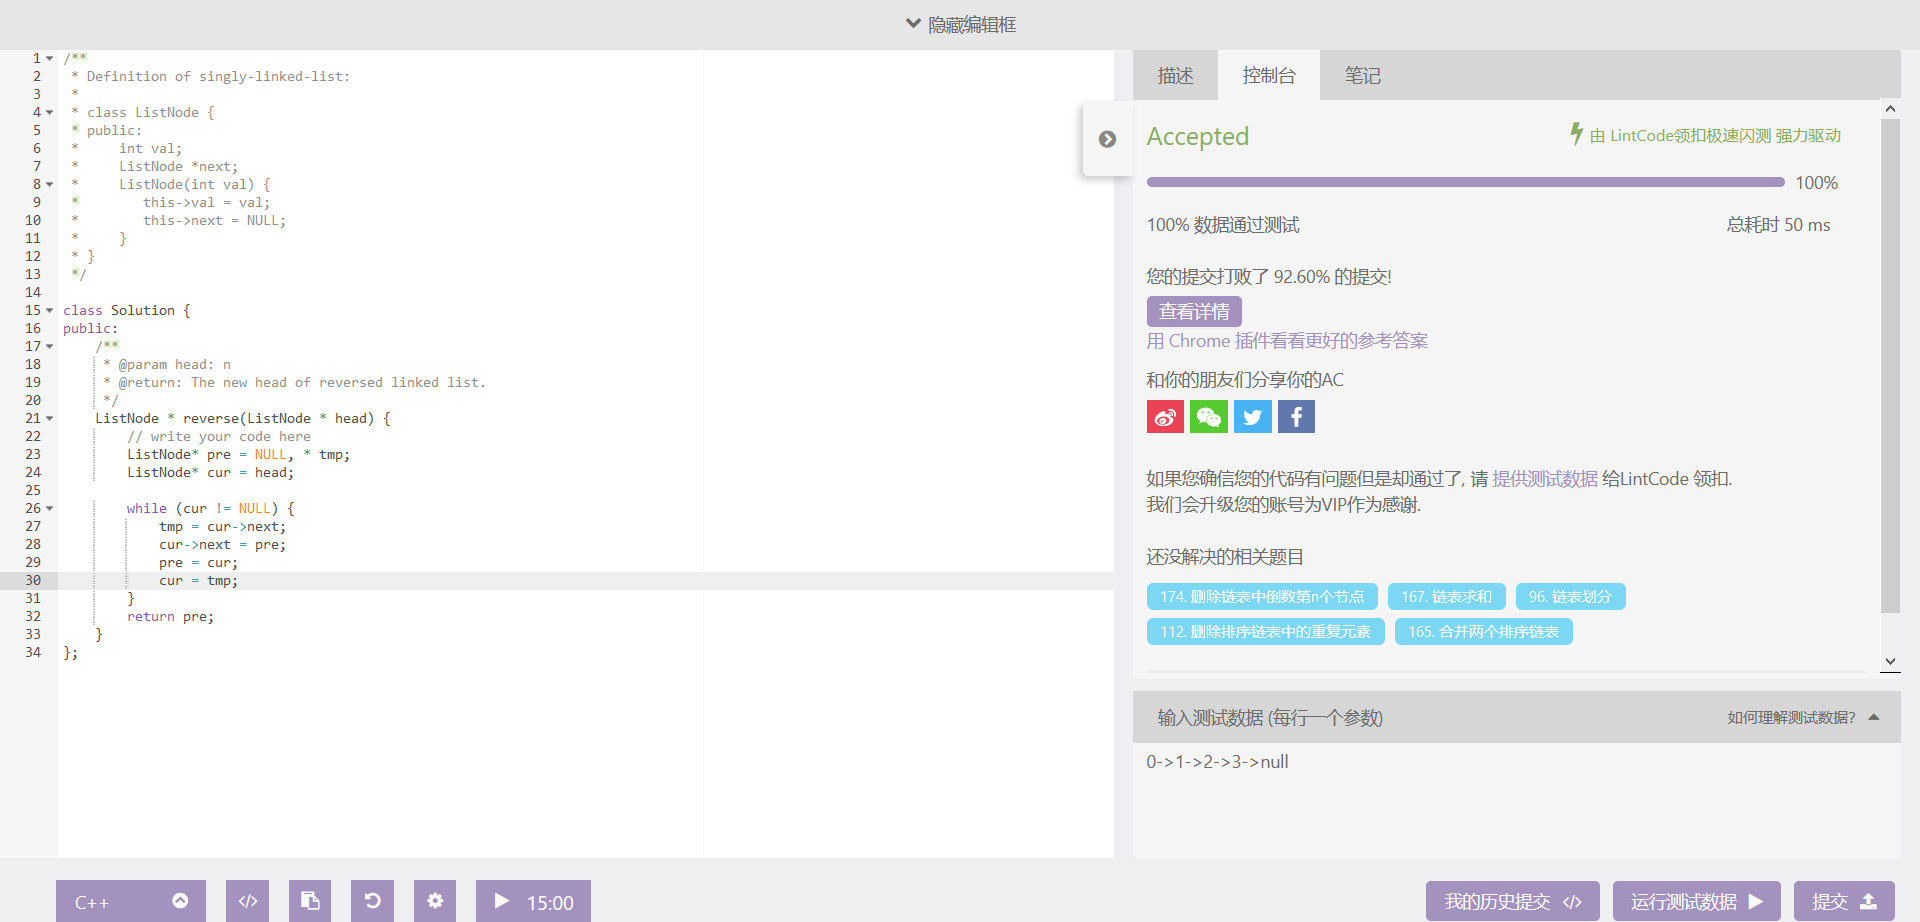 隐藏编辑框
1 /**
2  * Definition of singly-linked-list:
3  *
4  * class ListNode {
5  * public:
6  *     int val;
7  *     ListNode *next;
8  *     ListNode(int val) {
9  *        this->val = val;
10  *        this->next = NULL;
11  *     }
12  * }
13  */
14
15 class Solution {
16 public:
17     /**
18      * @param head: n
19      * @return: The new head of reversed linked list.
20      */
21     ListNode * reverse(ListNode * head) {
22         // write your code here
23         ListNode* pre = NULL, * tmp;
24         ListNode* cur = head;
25
26         while (cur != NULL) {
27             tmp = cur->next;
28             cur->next = pre;
29             pre = cur;
30             cur = tmp;
31         }
32         return pre;
33     }
34 };
C++
15:00
描述 控制台 笔记
Accepted 由 LintCode领扣极速闪测 强力驱动
100%
100% 数据通过测试 总耗时 50 ms
您的提交打败了 92.60% 的提交!
查看详情
用 Chrome 插件看看更好的参考答案
和你的朋友们分享你的AC
如果您确信您的代码有问题但是却通过了, 请 提供测试数据 给LintCode 领扣.
我们会升级您的账号为VIP作为感谢.
还没解决的相关题目
174. 删除链表中倒数第n个节点 167. 链表求和 96. 链表划分
112. 删除排序链表中的重复元素 165. 合并两个排序链表
输入测试数据 (每行一个参数) 如何理解测试数据?
0->1->2->3->null
我的历史提交 </> 运行测试数据 提交